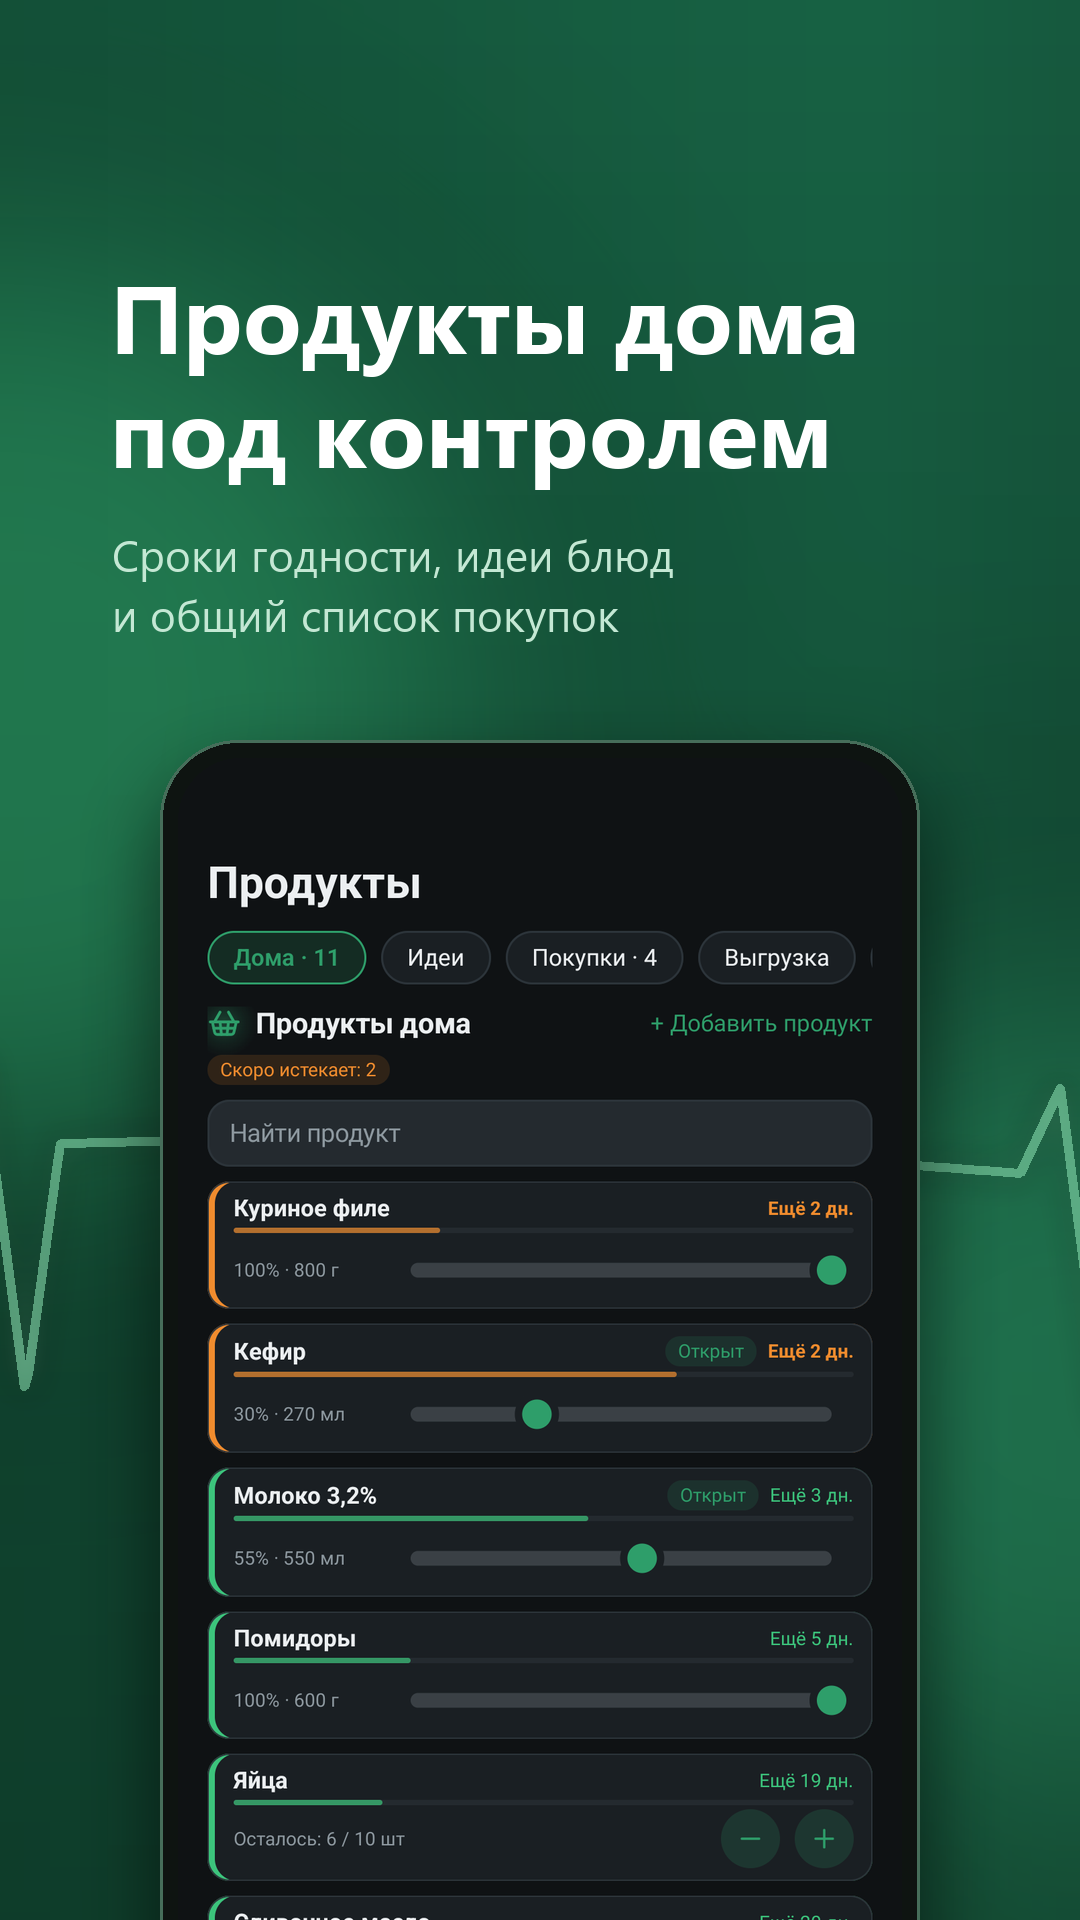 Продукты дома
под контролем
Сроки годности, идеи блюд
и общий список покупок
Продукты
Дома · 11
Идеи
Покупки · 4
Выгрузка
Продукты дома
+ Добавить продукт
Скоро истекает: 2
Найти продукт
Куриное филе
Ещё 2 дн.
100% · 800 г
Кефир
Открыт
Ещё 2 дн.
30% · 270 мл
Молоко 3,2%
Открыт
Ещё 3 дн.
55% · 550 мл
Помидоры
Ещё 5 дн.
100% · 600 г
Яйца
Ещё 19 дн.
Осталось: 6 / 10 шт